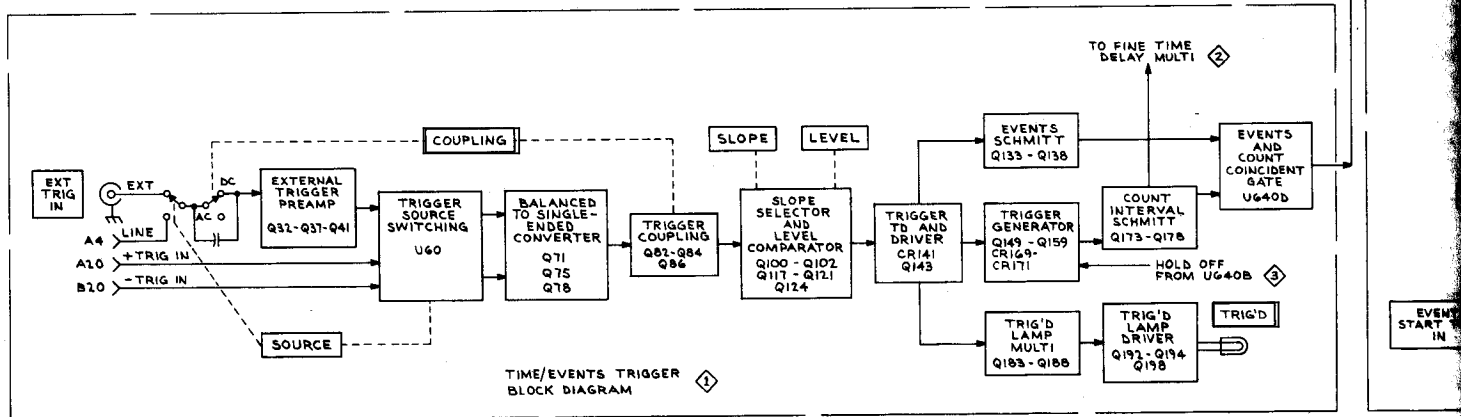 TO FINE TIME
DELAY MULTI 2
EXT
TRIG
IN
EXT
DC
AC
LINE
A4
A20
+TRIG IN
B20
-TRIG IN
COUPLING
EXTERNAL
TRIGGER
PREAMP
Q32-Q37-Q41
TRIGGER
SOURCE
SWITCHING
U60
SOURCE
BALANCED
TO SINGLE-
ENDED
CONVERTER
Q71
Q75
Q78
TRIGGER
COUPLING
Q82-Q84
Q86
SLOPE
LEVEL
SLOPE
SELECTOR
AND
LEVEL
COMPARATOR
Q100 - Q102
Q117 - Q121
Q124
TRIGGER
TD AND
DRIVER
CR141
Q143
EVENTS
SCHMITT
Q133 - Q138
TRIGGER
GENERATOR
Q149 - Q159
CR169-
CR171
COUNT
INTERVAL
SCHMITT
Q173-Q178
EVENTS
AND
COUNT
COINCIDENT
GATE
U640D
HOLD OFF
FROM U640B 3
TRIG'D
LAMP
MULTI
Q183 - Q188
TRIG'D
LAMP
DRIVER
Q192 - Q194
Q198
TRIG'D
TIME/EVENTS TRIGGER
BLOCK DIAGRAM 1
EVENT
START
IN